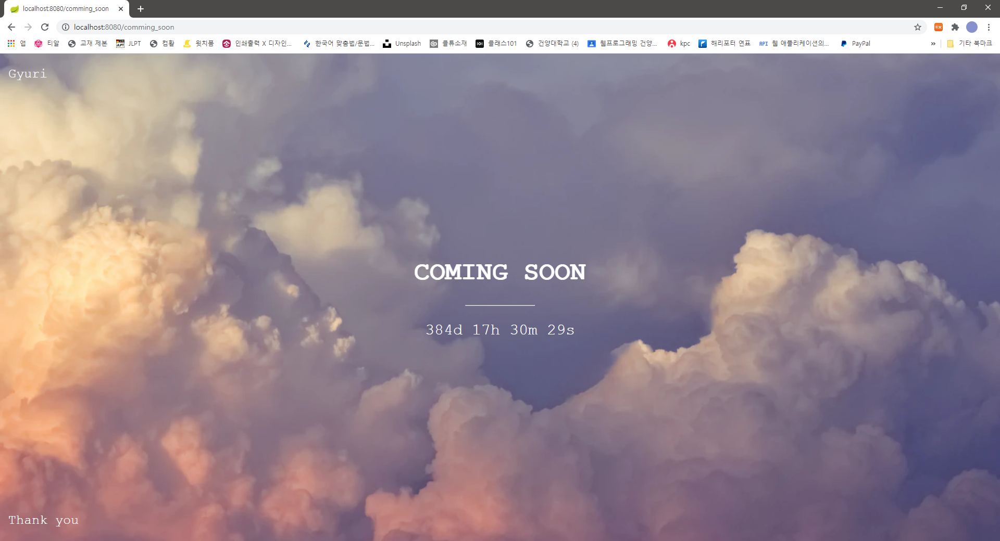 localhost:8080/comming_soon
localhost:8080/comming_soon
앱 티알 교재 제본 JLPT 컴활 윗치폼 인쇄출력 X 디자인... 한국어 맞춤법/문법... Unsplash 클튜소재 클래스101 건양대학교 (4) 웹프로그래밍 건양... kpc 해리포터 연표 API 웹 애플리케이션의... PayPal » 기타 북마크
Gyuri
COMING SOON
384d 17h 30m 29s
Thank you